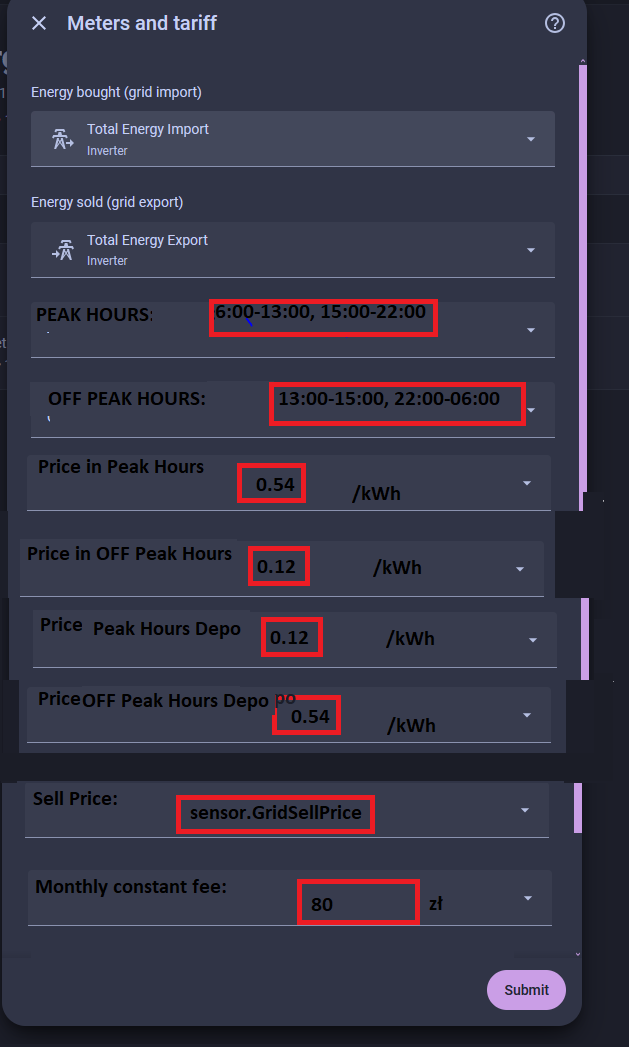 Meters and tariff
Energy bought (grid import)
Total Energy Import
Inverter
Energy sold (grid export)
Total Energy Export
Inverter
PEAK HOURS: 6:00-13:00, 15:00-22:00
OFF PEAK HOURS: 13:00-15:00, 22:00-06:00
Price in Peak Hours
0.54 /kWh
Price in OFF Peak Hours
0.12 /kWh
Price Peak Hours Depo
0.12 /kWh
Price OFF Peak Hours Depo po
0.54 /kWh
Sell Price:
sensor.GridSellPrice
Monthly constant fee:
80 zł
Submit